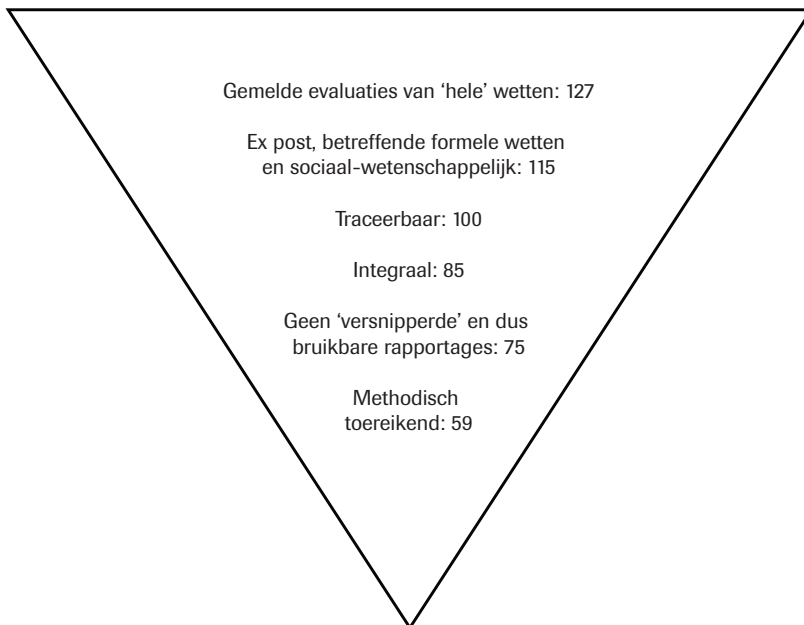 Gemelde evaluaties van ‘hele’ wetten: 127
Ex post, betreffende formele wetten
en sociaal-wetenschappelijk: 115
Traceerbaar: 100
Integraal: 85
Geen ‘versnipperde’ en dus
bruikbare rapportages: 75
Methodisch
toereikend: 59